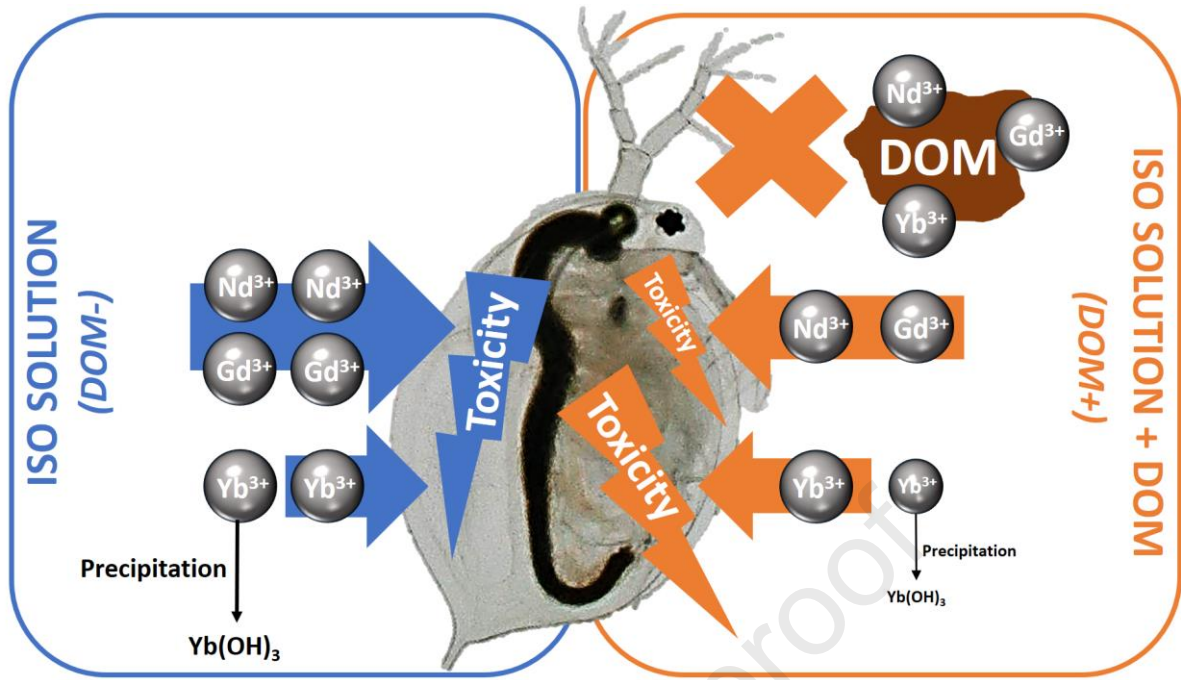 ISO SOLUTION
(DOM-)
Nd³⁺ Nd³⁺
Gd³⁺ Gd³⁺
Yb³⁺ Yb³⁺
Precipitation
Yb(OH)₃
Toxicity
Toxicity
Toxicity
Nd³⁺
Gd³⁺
DOM
Yb³⁺
Nd³⁺ Gd³⁺
Yb³⁺ Yb³⁺
Precipitation
Yb(OH)₃
ISO SOLUTION + DOM
(DOM+)
proof